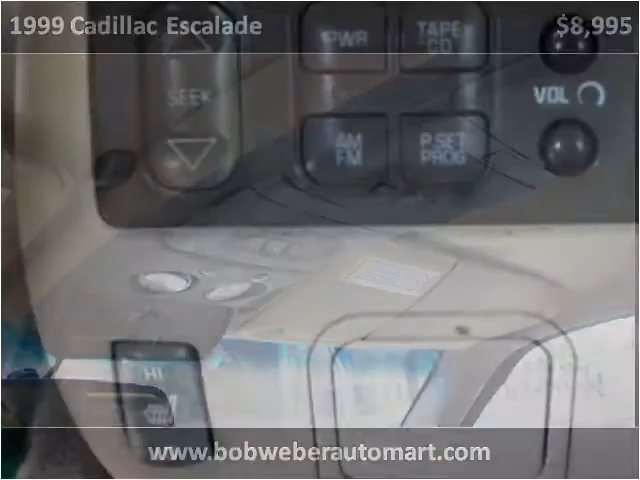 1999 Cadillac Escalade $8,995
PWR TAPE CD
SEEK VOL
AM FM P.SET PROG
HI
www.bobweberautomart.com